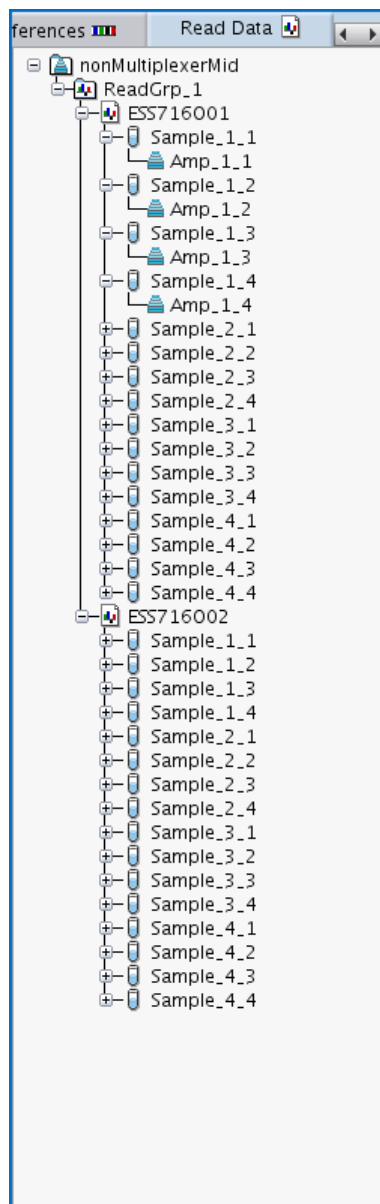 ferences Read Data
nonMultiplexerMid
ReadGrp_1
ESS716O01
Sample_1_1
Amp_1_1
Sample_1_2
Amp_1_2
Sample_1_3
Amp_1_3
Sample_1_4
Amp_1_4
Sample_2_1
Sample_2_2
Sample_2_3
Sample_2_4
Sample_3_1
Sample_3_2
Sample_3_3
Sample_3_4
Sample_4_1
Sample_4_2
Sample_4_3
Sample_4_4
ESS716O02
Sample_1_1
Sample_1_2
Sample_1_3
Sample_1_4
Sample_2_1
Sample_2_2
Sample_2_3
Sample_2_4
Sample_3_1
Sample_3_2
Sample_3_3
Sample_3_4
Sample_4_1
Sample_4_2
Sample_4_3
Sample_4_4